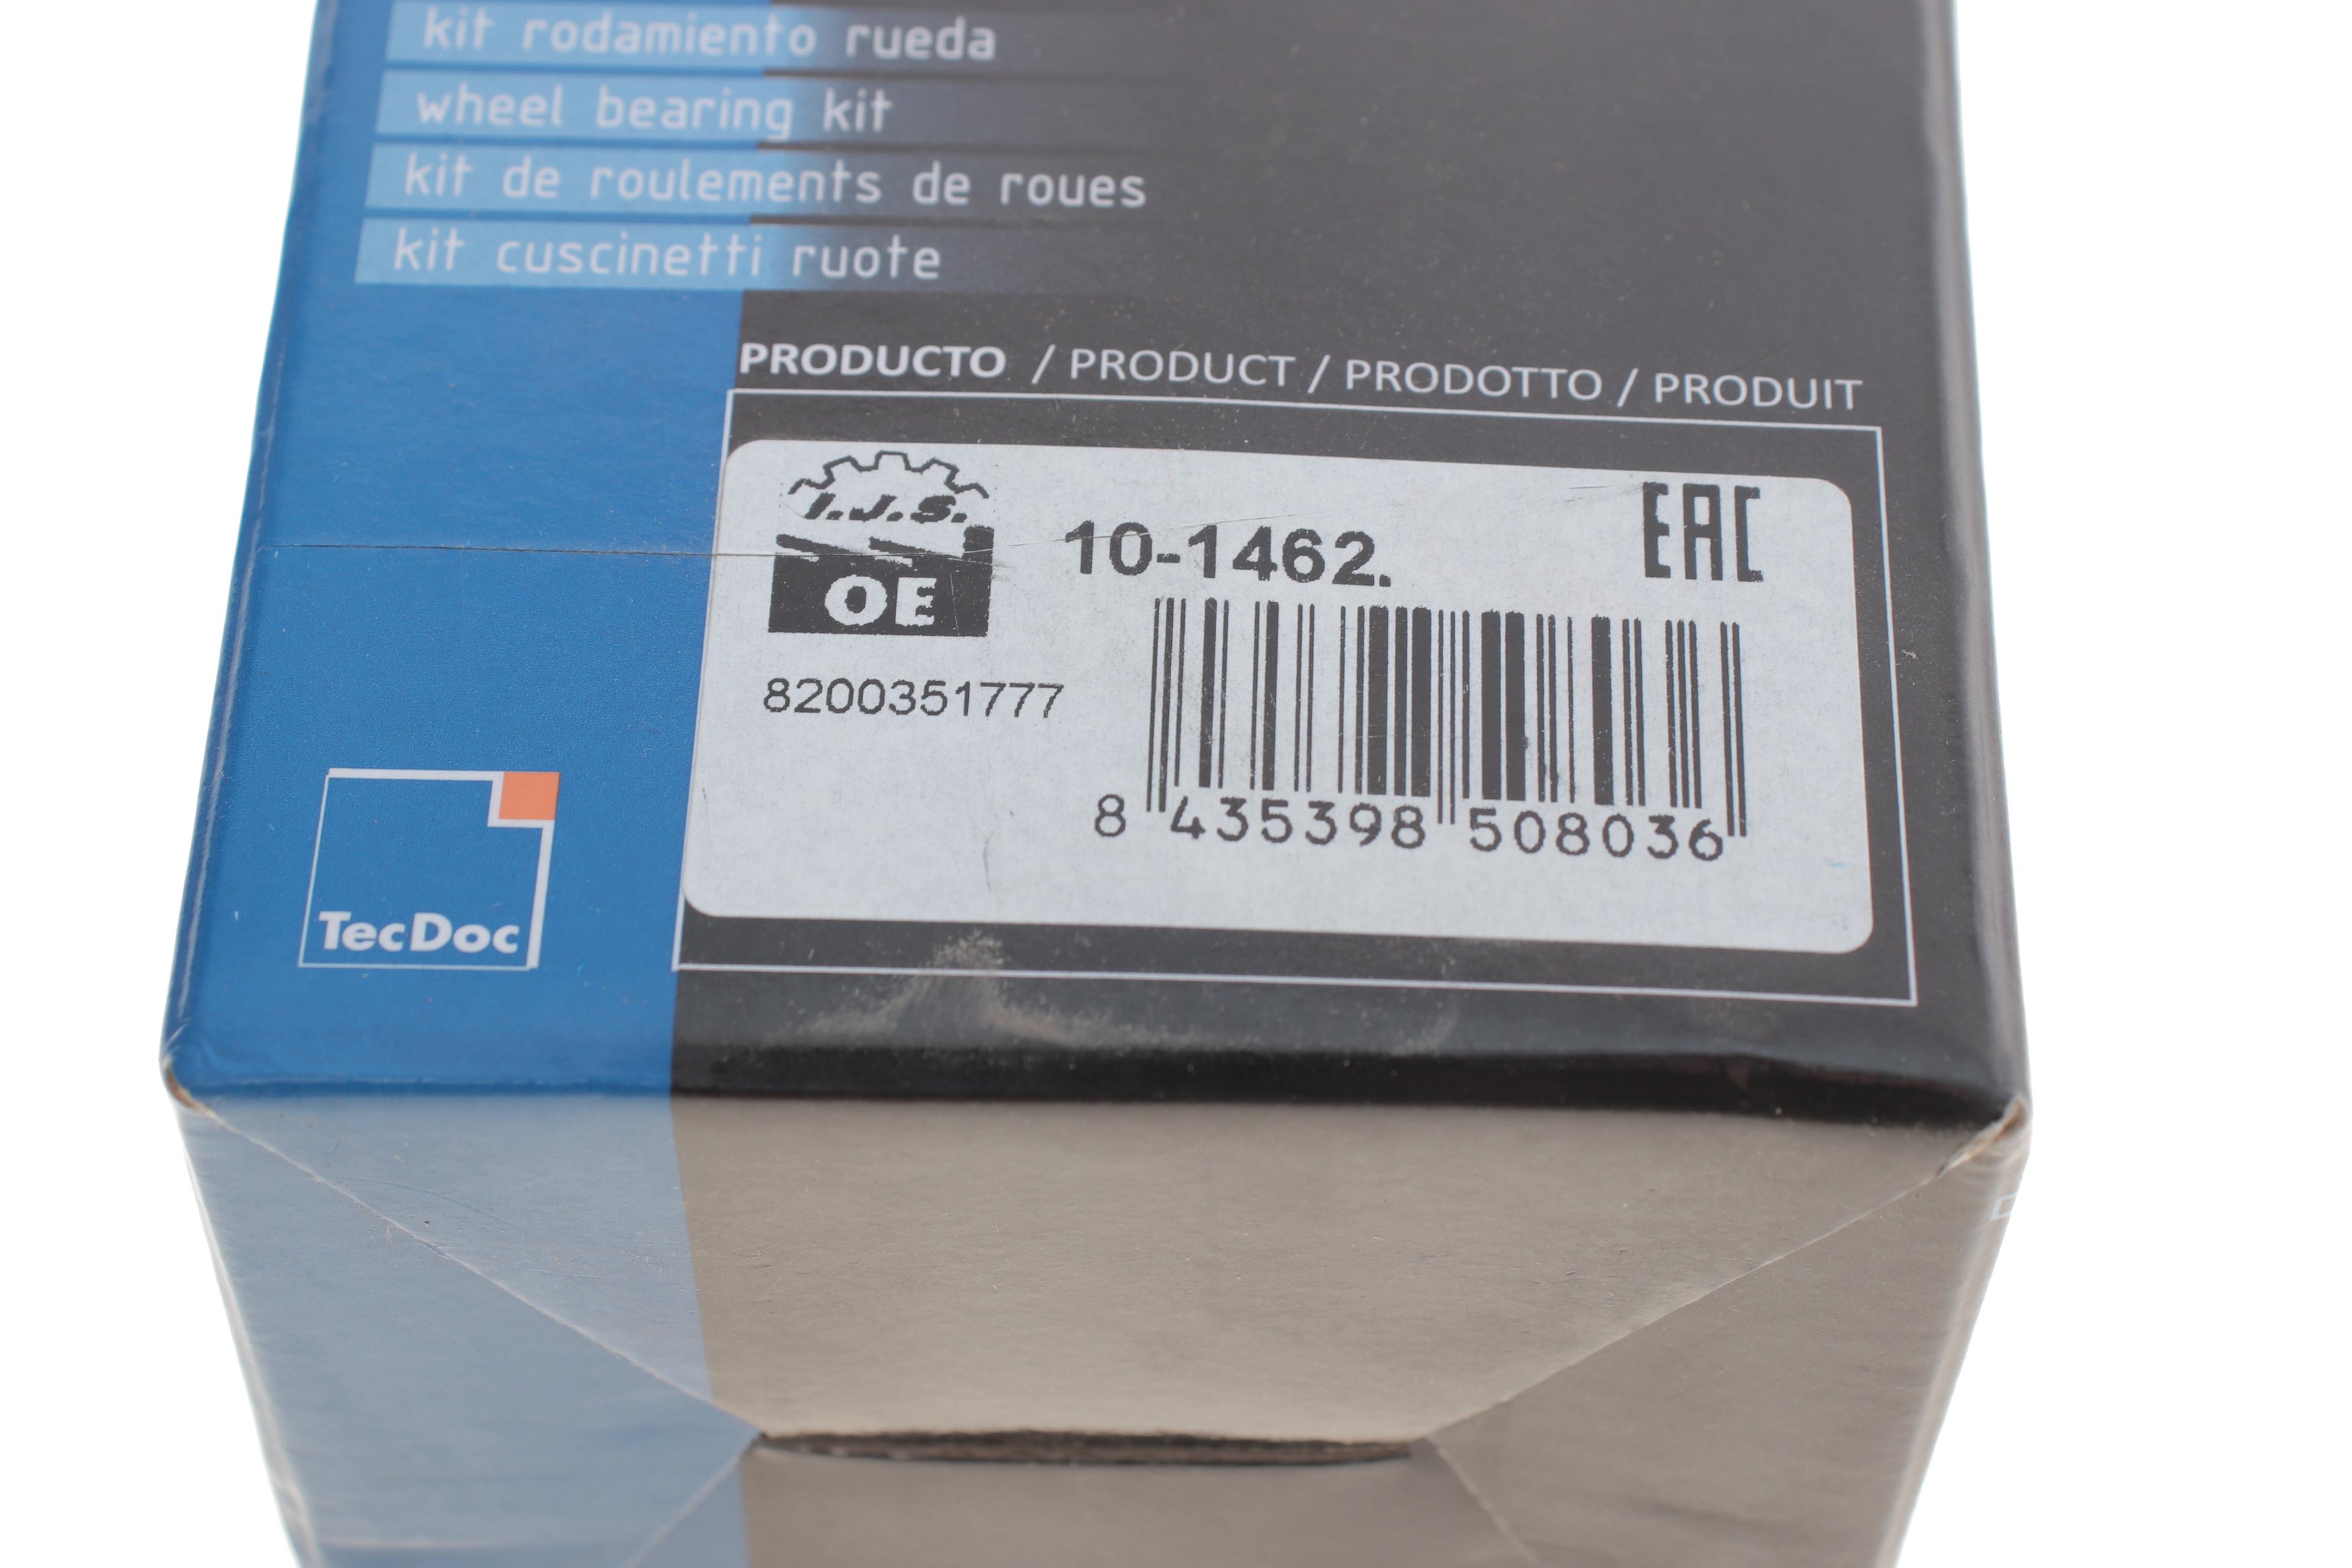 kit rodamiento rueda
wheel bearing kit
kit de roulements de roues
kit cuscinetti ruote
PRODUCTO / PRODUCT / PRODOTTO / PRODUIT
I.J.S.
10-1462.
EAC
OE
8200351777
8 435398 508036
TecDoc